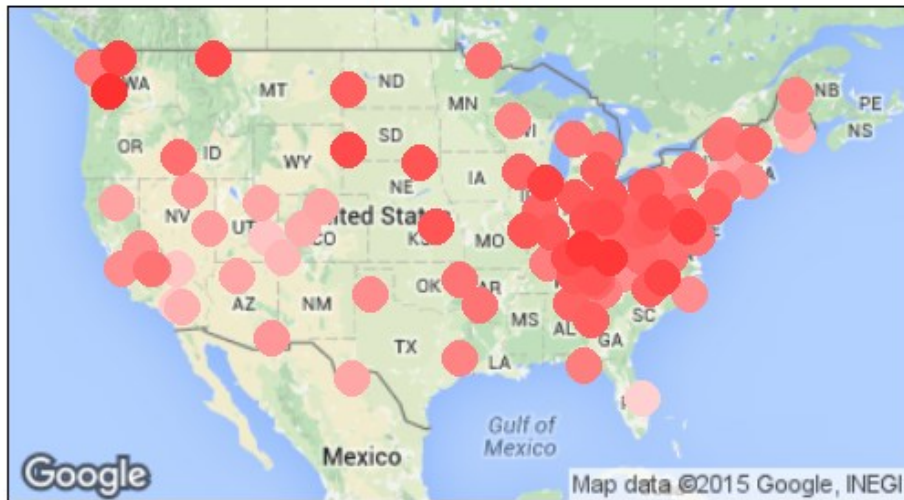 WA
MT
ND
MN
NB
PE
NS
OR
ID
SD
WI
WY
IA
NE
NV
UT
United States
CO
KS
MO
AZ
NM
OK
AR
MS
AL
SC
GA
TX
LA
Gulf of
Mexico
Mexico
Google
Map data ©2015 Google, INEGI